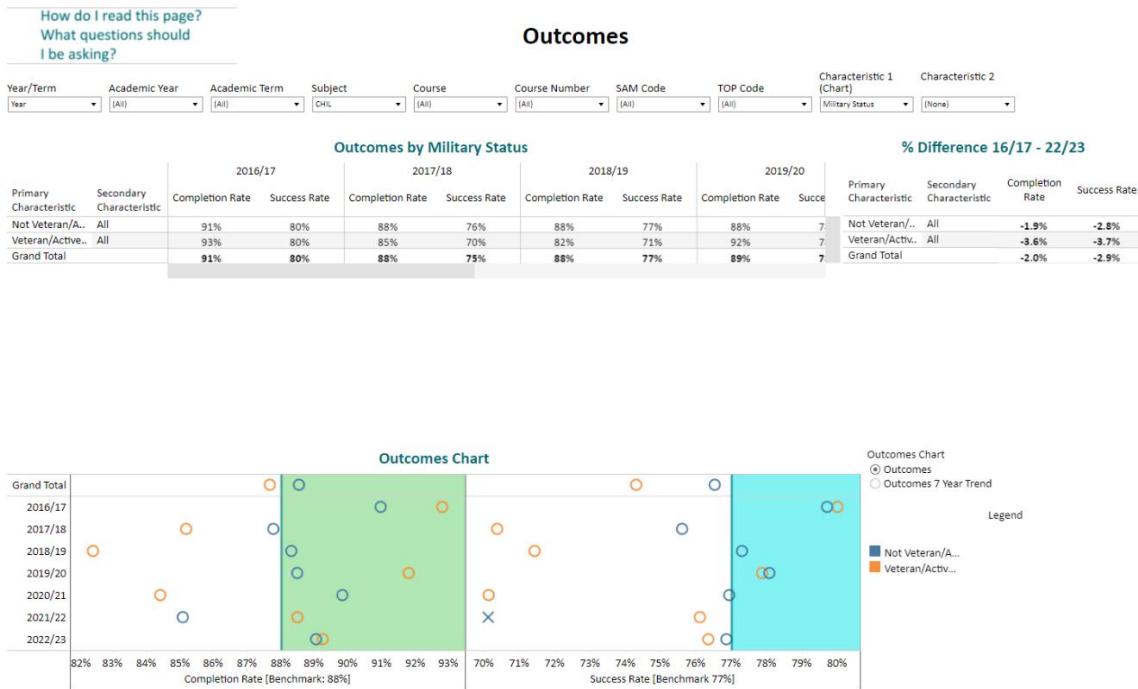 How do I read this page?
What questions should
I be asking?
Outcomes
Year/Term Academic Year Academic Term Subject Course Course Number SAM Code TOP Code Characteristic 1 (Chart) Characteristic 2
Year (All) (All) CHIL (All) (All) (All) (All) Military Status (None)
Outcomes by Military Status
2016/17 2017/18 2018/19 2019/20
Primary Characteristic Secondary Characteristic Completion Rate Success Rate Completion Rate Success Rate Completion Rate Success Rate Completion Rate Succe
Not Veteran/A.. All 91% 80% 88% 76% 88% 77% 88% 7
Veteran/Active.. All 93% 80% 85% 70% 82% 71% 92% 7
Grand Total 91% 80% 88% 75% 88% 77% 89% 7
% Difference 16/17 - 22/23
Primary Characteristic Secondary Characteristic Completion Rate Success Rate
Not Veteran/.. All -1.9% -2.8%
Veteran/Activ.. All -3.6% -3.7%
Grand Total -2.0% -2.9%
Outcomes Chart
Grand Total
2016/17
2017/18
2018/19
2019/20
2020/21
2021/22
2022/23
82% 83% 84% 85% 86% 87% 88% 89% 90% 91% 92% 93% 70% 71% 72% 73% 74% 75% 76% 77% 78% 79% 80%
Completion Rate [Benchmark: 88%] Success Rate [Benchmark 77%]
Outcomes Chart
Outcomes
Outcomes 7 Year Trend
Legend
Not Veteran/A...
Veteran/Activ...